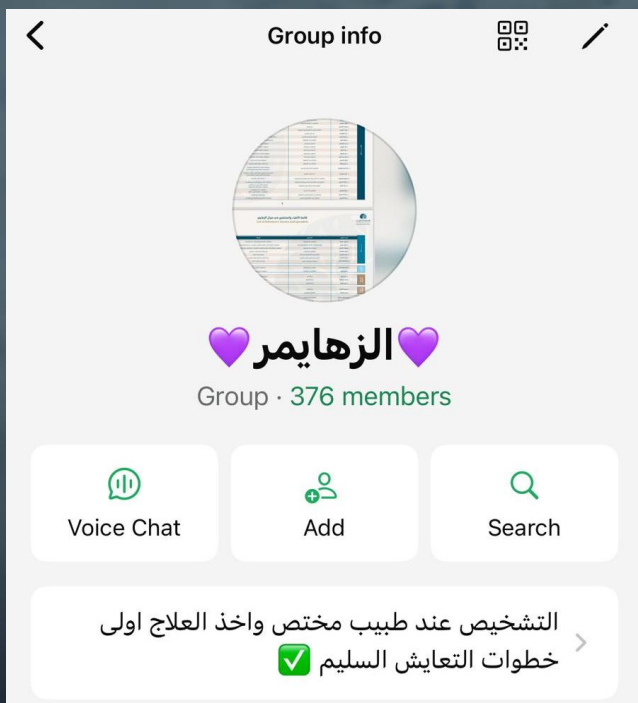 Group info
💜الزهايمر💜
Group · 376 members
Voice Chat
Add
Search
التشخيص عند طبيب مختص واخذ العلاج اولى
خطوات التعايش السليم ✅